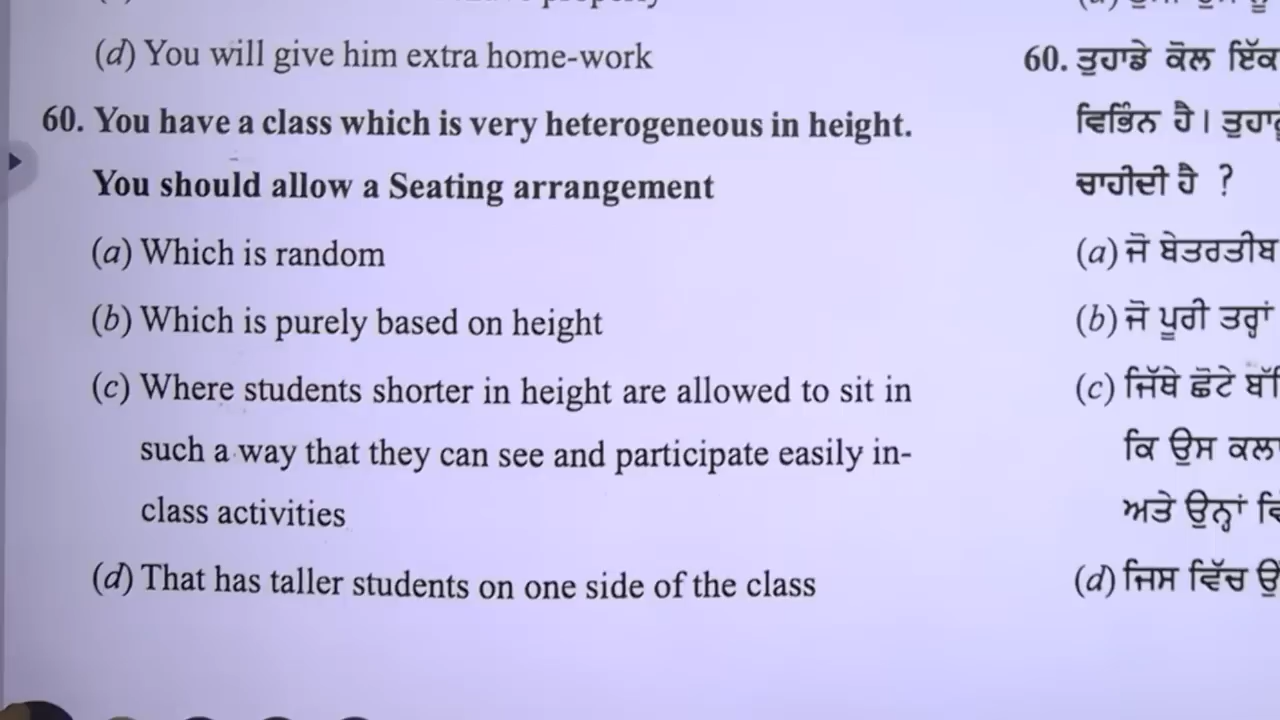 (d) You will give him extra home-work
60. You have a class which is very heterogeneous in height.
You should allow a Seating arrangement
(a) Which is random
(b) Which is purely based on height
(c) Where students shorter in height are allowed to sit in
such a way that they can see and participate easily in-
class activities
(d) That has taller students on one side of the class
60. ਤੁਹਾਡੇ ਕੋਲ ਇੱਕ
ਵਿਭਿੰਨ ਹੈ। ਤੁਹਾਨੂੰ
ਚਾਹੀਦੀ ਹੈ ?
(a) ਜੋ ਬੇਤਰਤੀਬ
(b) ਜੋ ਪੂਰੀ ਤਰ੍ਹਾਂ
(c) ਜਿੱਥੇ ਛੋਟੇ
ਕਿ ਉਸ
ਅਤੇ ਉਨ੍ਹਾਂ
(d) ਜਿਸ ਵਿੱਚ